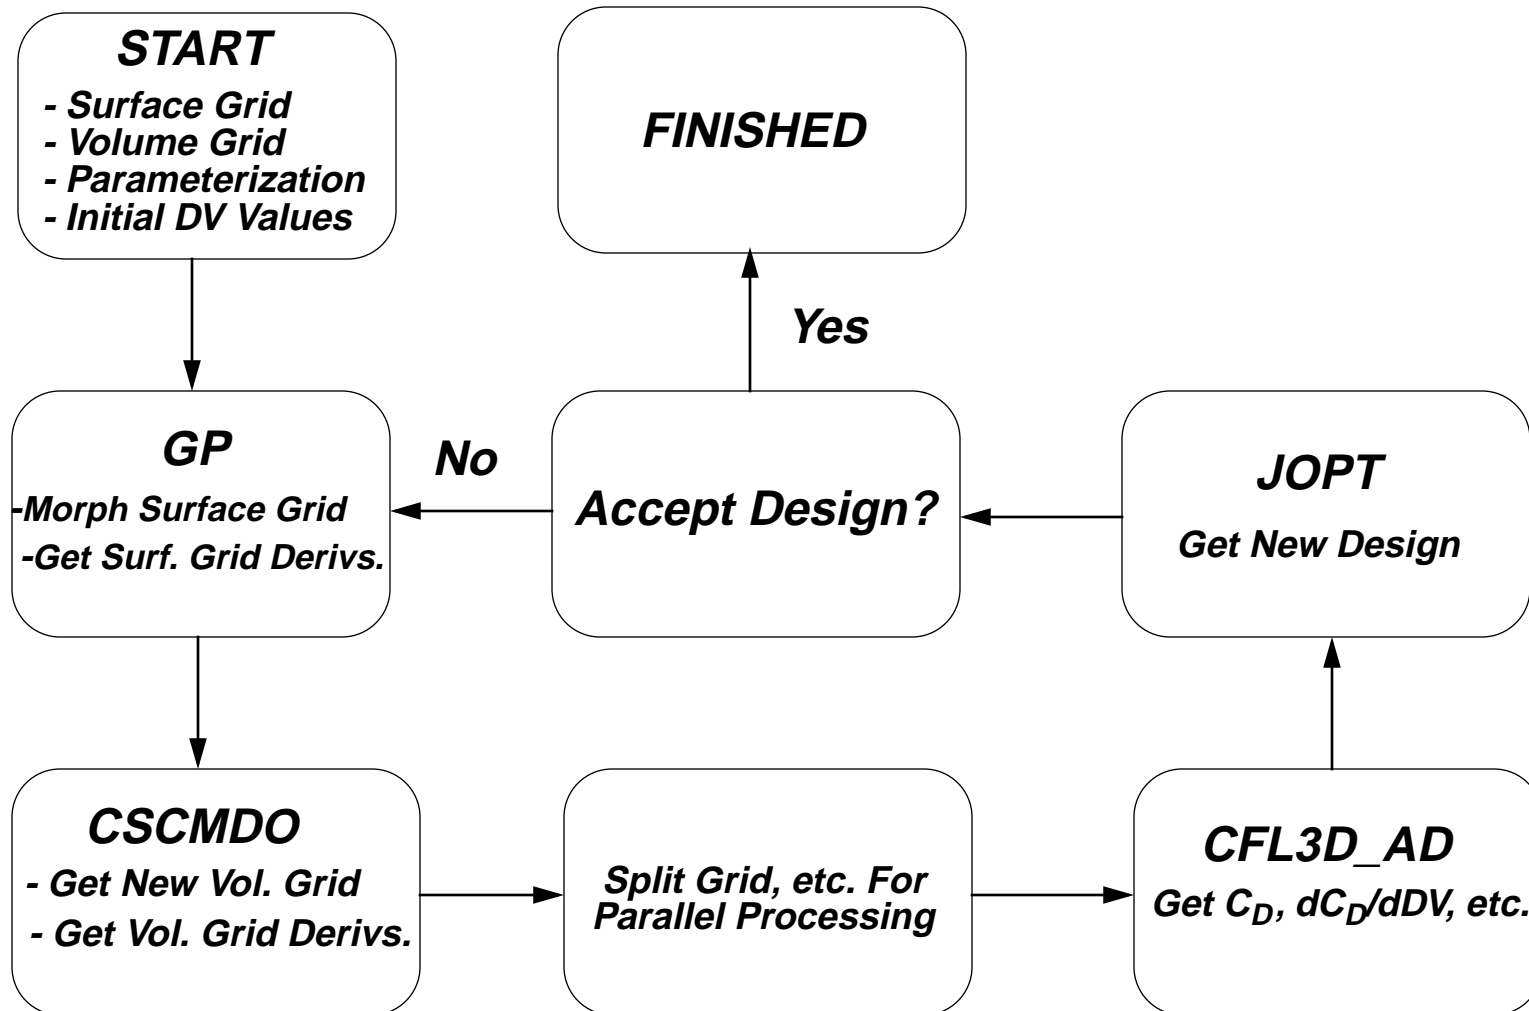 START
- Surface Grid
- Volume Grid
- Parameterization
- Initial DV Values
FINISHED
Yes
GP
-Morph Surface Grid
-Get Surf. Grid Derivs.
No
Accept Design?
JOPT
Get New Design
CSCMDO
- Get New Vol. Grid
- Get Vol. Grid Derivs.
Split Grid, etc. For
Parallel Processing
CFL3D_AD
Get CD, dCD/dDV, etc.